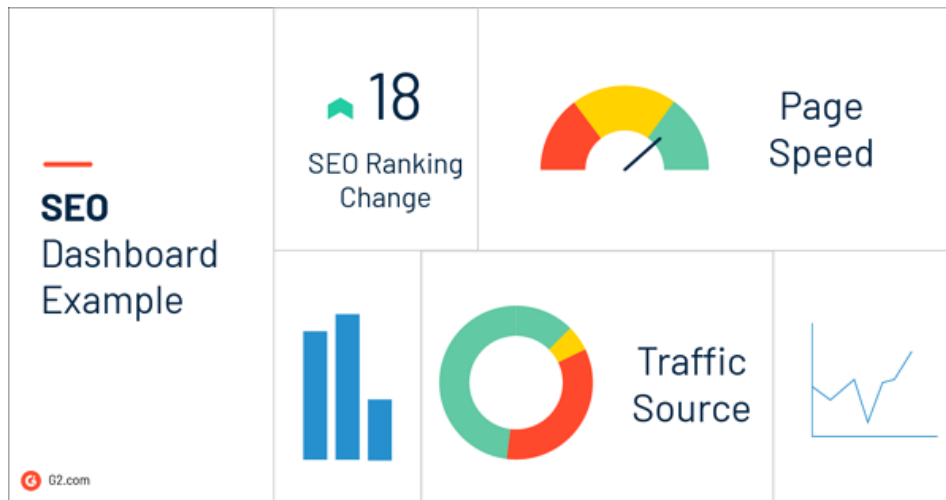 SEO
Dashboard
Example
G2.com
18
SEO Ranking
Change
Page
Speed
Traffic
Source